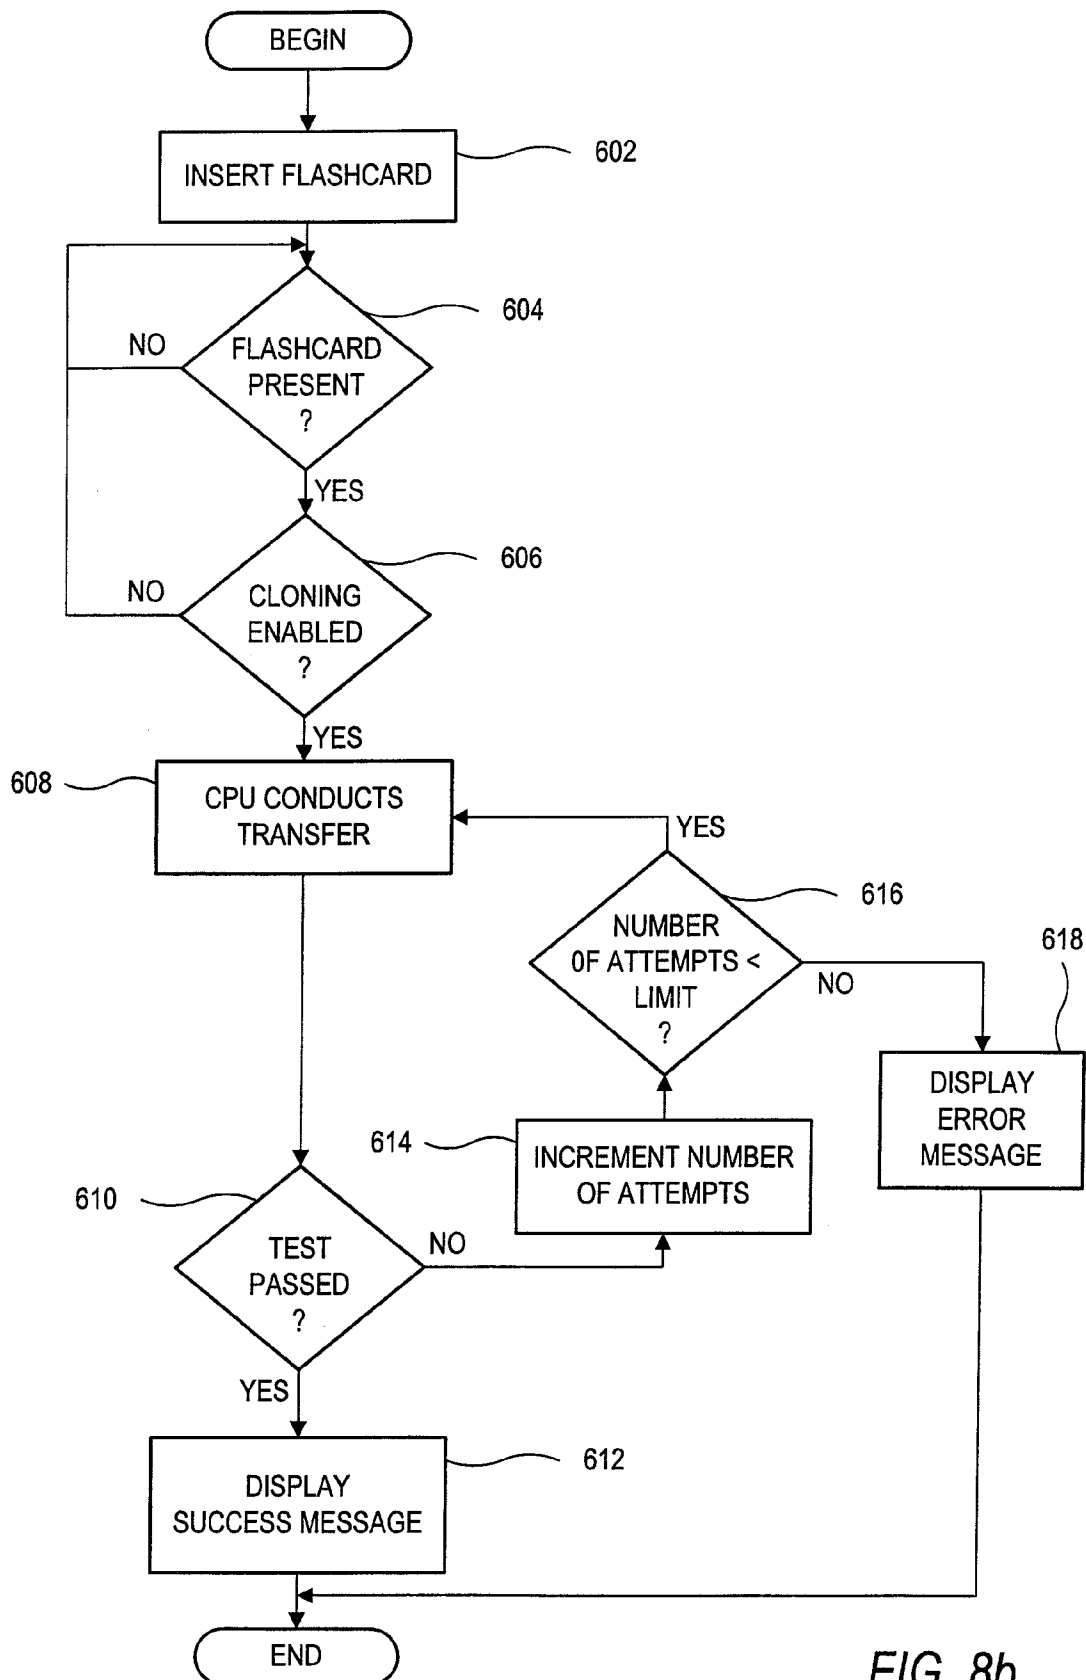 BEGIN
INSERT FLASHCARD
602
604
NO
FLASHCARD
PRESENT
?
YES
606
NO
CLONING
ENABLED
?
YES
608
CPU CONDUCTS
TRANSFER
YES
616
NUMBER
OF ATTEMPTS <
LIMIT
?
NO
618
DISPLAY
ERROR
MESSAGE
614
INCREMENT NUMBER
OF ATTEMPTS
610
TEST
PASSED
?
NO
YES
612
DISPLAY
SUCCESS MESSAGE
END
FIG. 8b